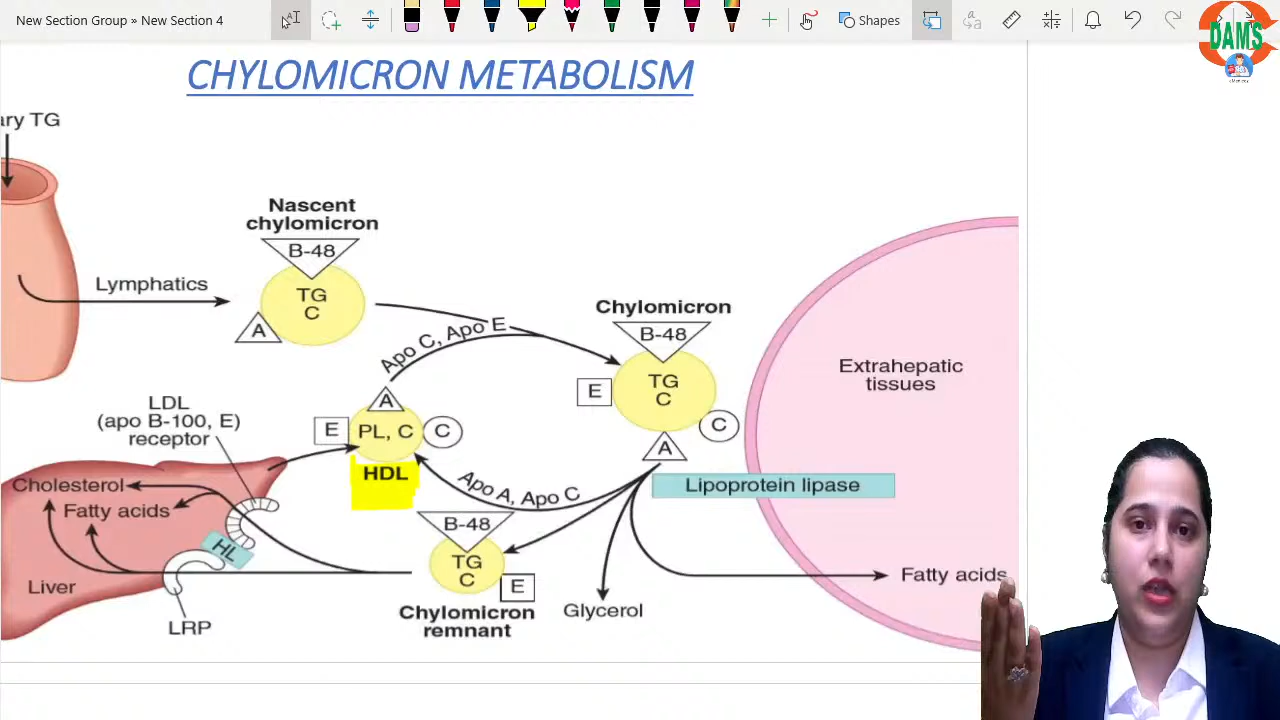 New Section Group » New Section 4
Shapes
DAMS
CHYLOMICRON METABOLISM
ary TG
Nascent
chylomicron
B-48
TG
C
A
Lymphatics
Apo C, Apo E
Chylomicron
B-48
TG
C
E
C
A
Extrahepatic
tissues
LDL
(apo B-100, E)
receptor
A
E
PL, C
C
HDL
Apo A, Apo C
Lipoprotein lipase
Cholesterol
Fatty acids
HL
Liver
LRP
B-48
TG
C
E
Chylomicron
remnant
Glycerol
Fatty acids